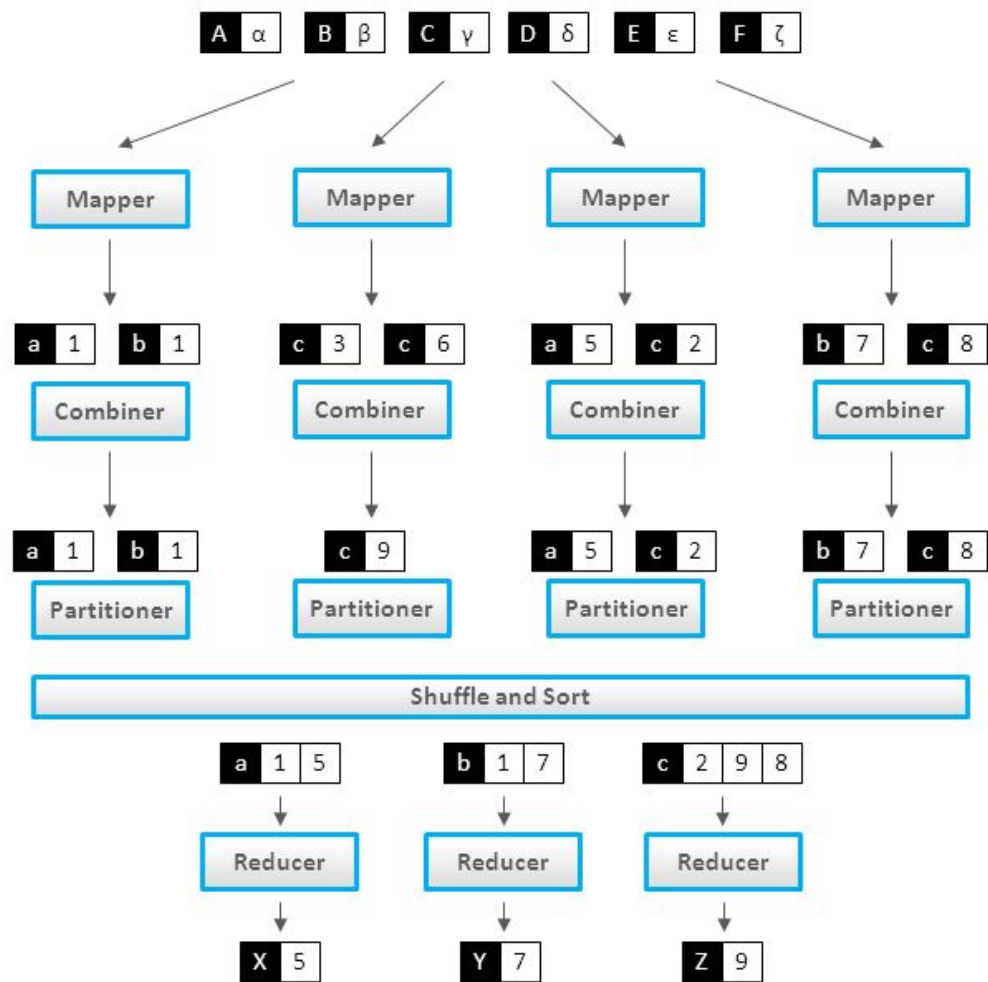 A α B β C γ D δ E ε F ζ
Mapper Mapper Mapper Mapper
a 1 b 1 c 3 c 6 a 5 c 2 b 7 c 8
Combiner Combiner Combiner Combiner
a 1 b 1 c 9 a 5 c 2 b 7 c 8
Partitioner Partitioner Partitioner Partitioner
Shuffle and Sort
a 1 5 b 1 7 c 2 9 8
Reducer Reducer Reducer
X 5 Y 7 Z 9